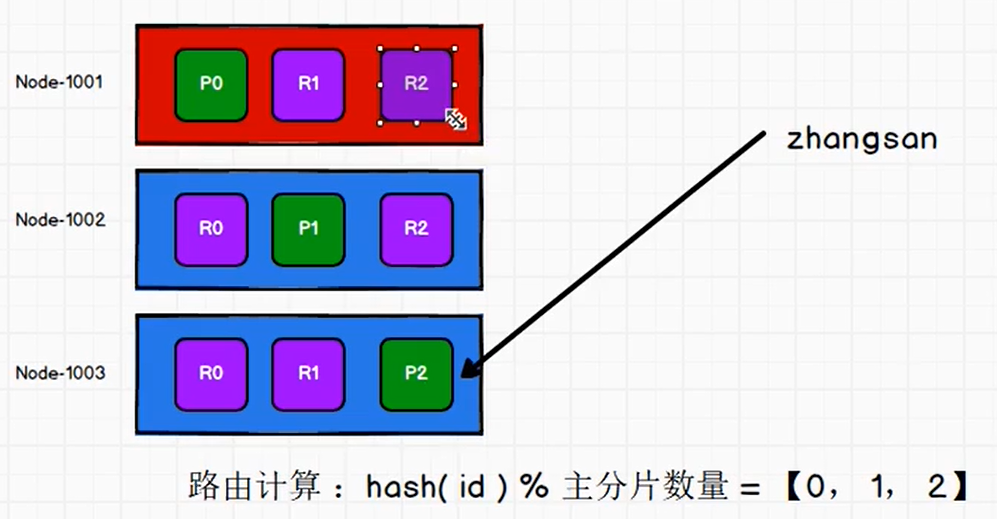 Node-1001 P0 R1 R2
zhangsan
Node-1002 R0 P1 R2
Node-1003 R0 R1 P2
路由计算 : hash( id ) % 主分片数量 = 【0, 1, 2】